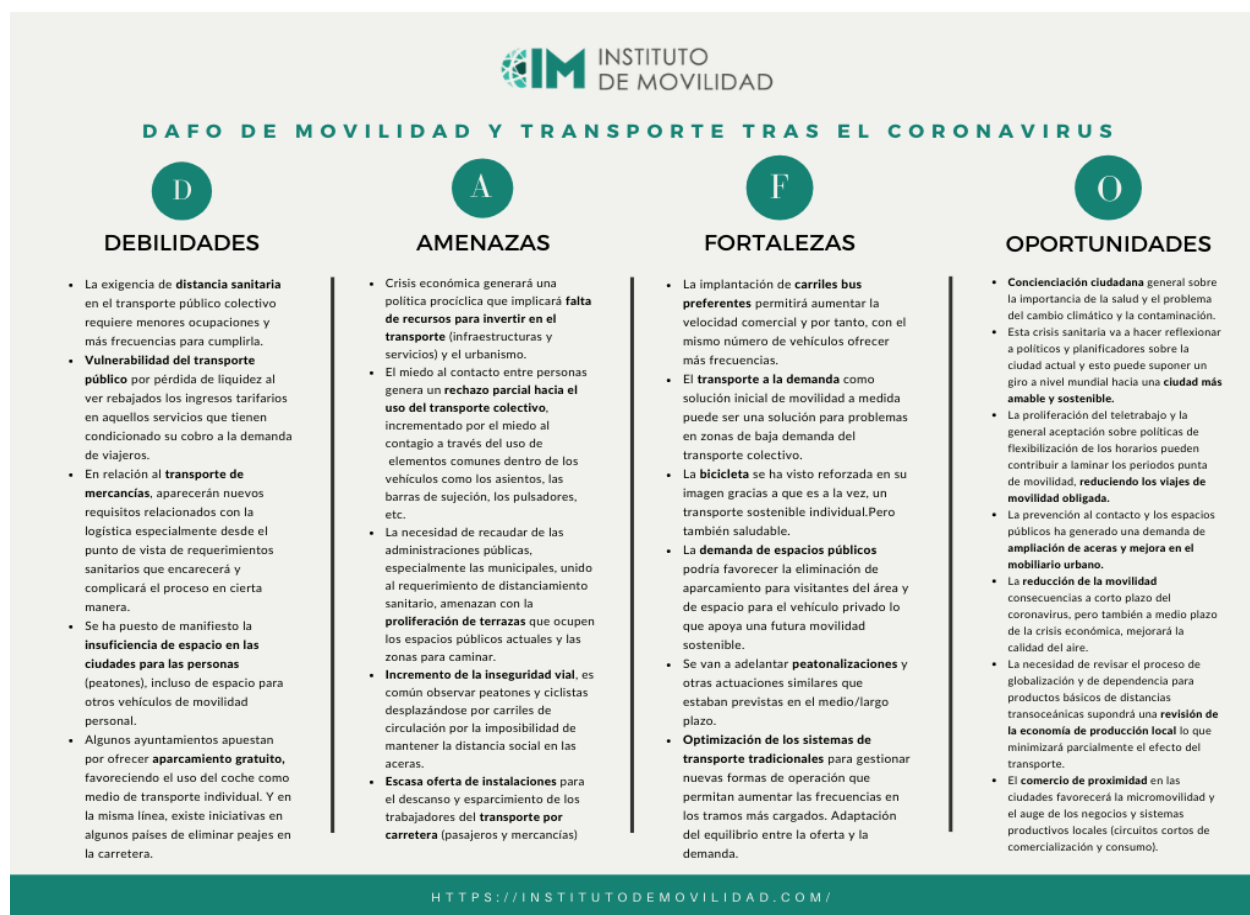 IM INSTITUTO
DE MOVILIDAD
DAFO DE MOVILIDAD Y TRANSPORTE TRAS EL CORONAVIRUS
D
DEBILIDADES
• La exigencia de distancia sanitaria
en el transporte público colectivo
requiere menores ocupaciones y
más frecuencias para cumplirla.
• Vulnerabilidad del transporte
público por pérdida de liquidez al
ver rebajados los ingresos tarifarios
en aquellos servicios que tienen
condicionado su cobro a la demanda
de viajeros.
• En relación al transporte de
mercancías, aparecerán nuevos
requisitos relacionados con la
logística especialmente desde el
punto de vista de requerimientos
sanitarios que encarecerá y
complicará el proceso en cierta
manera.
• Se ha puesto de manifiesto la
insuficiencia de espacio en las
ciudades para las personas
(peatones), incluso de espacio para
otros vehículos de movilidad
personal.
• Algunos ayuntamientos apuestan
por ofrecer aparcamiento gratuito,
favoreciendo el uso del coche como
medio de transporte individual. Y en
la misma línea, existe iniciativas en
algunos países de eliminar peajes en
la carretera.
A
AMENAZAS
• Crisis económica generará una
política procíclica que implicará falta
de recursos para invertir en el
transporte (infraestructuras y
servicios) y el urbanismo.
• El miedo al contacto entre personas
genera un rechazo parcial hacia el
uso del transporte colectivo,
incrementado por el miedo al
contagio a través del uso de
elementos comunes dentro de los
vehículos como los asientos, las
barras de sujeción, los pulsadores,
etc.
• La necesidad de recaudar de las
administraciones públicas,
especialmente las municipales, unido
al requerimiento de distanciamiento
sanitario, amenazan con la
proliferación de terrazas que ocupen
los espacios públicos actuales y las
zonas para caminar.
• Incremento de la inseguridad vial, es
común observar peatones y ciclistas
desplazándose por carriles de
circulación por la imposibilidad de
mantener la distancia social en las
aceras.
• Escasa oferta de instalaciones para
el descanso y esparcimiento de los
trabajadores del transporte por
carretera (pasajeros y mercancías)
F
FORTALEZAS
• La implantación de carriles bus
preferentes permitirá aumentar la
velocidad comercial y por tanto, con el
mismo número de vehículos ofrecer
más frecuencias.
• El transporte a la demanda como
solución inicial de movilidad a medida
puede ser una solución para problemas
en zonas de baja demanda del
transporte colectivo.
• La bicicleta se ha visto reforzada en su
imagen gracias a que es a la vez, un
transporte sostenible individual.Pero
también saludable.
• La demanda de espacios públicos
podría favorecer la eliminación de
aparcamiento para visitantes del área y
de espacio para el vehículo privado lo
que apoya una futura movilidad
sostenible.
• Se van a adelantar peatonalizaciones y
otras actuaciones similares que
estaban previstas en el medio/largo
plazo.
• Optimización de los sistemas de
transporte tradicionales para gestionar
nuevas formas de operación que
permitan aumentar las frecuencias en
los tramos más cargados. Adaptación
del equilibrio entre la oferta y la
demanda.
O
OPORTUNIDADES
• Concienciación ciudadana general sobre
la importancia de la salud y el problema
del cambio climático y la contaminación.
• Esta crisis sanitaria va a hacer reflexionar
a políticos y planificadores sobre la
ciudad actual y esto puede suponer un
giro a nivel mundial hacia una ciudad más
amable y sostenible.
• La proliferación del teletrabajo y la
general aceptación sobre políticas de
flexibilización de los horarios pueden
contribuir a laminar los periodos punta
de movilidad, reduciendo los viajes de
movilidad obligada.
• La prevención al contacto y los espacios
públicos ha generado una demanda de
ampliación de aceras y mejora en el
mobiliario urbano.
• La reducción de la movilidad
consecuencias a corto plazo del
coronavirus, pero también a medio plazo
de la crisis económica, mejorará la
calidad del aire.
• La necesidad de revisar el proceso de
globalización y de dependencia para
productos básicos de distancias
transoceánicas supondrá una revisión de
la economía de producción local lo que
minimizará parcialmente el efecto del
transporte.
• El comercio de proximidad en las
ciudades favorecerá la micromovilidad y
el auge de los negocios y sistemas
productivos locales (circuitos cortos de
comercialización y consumo).
HTTPS://INSTITUTODEMOVILIDAD.COM/